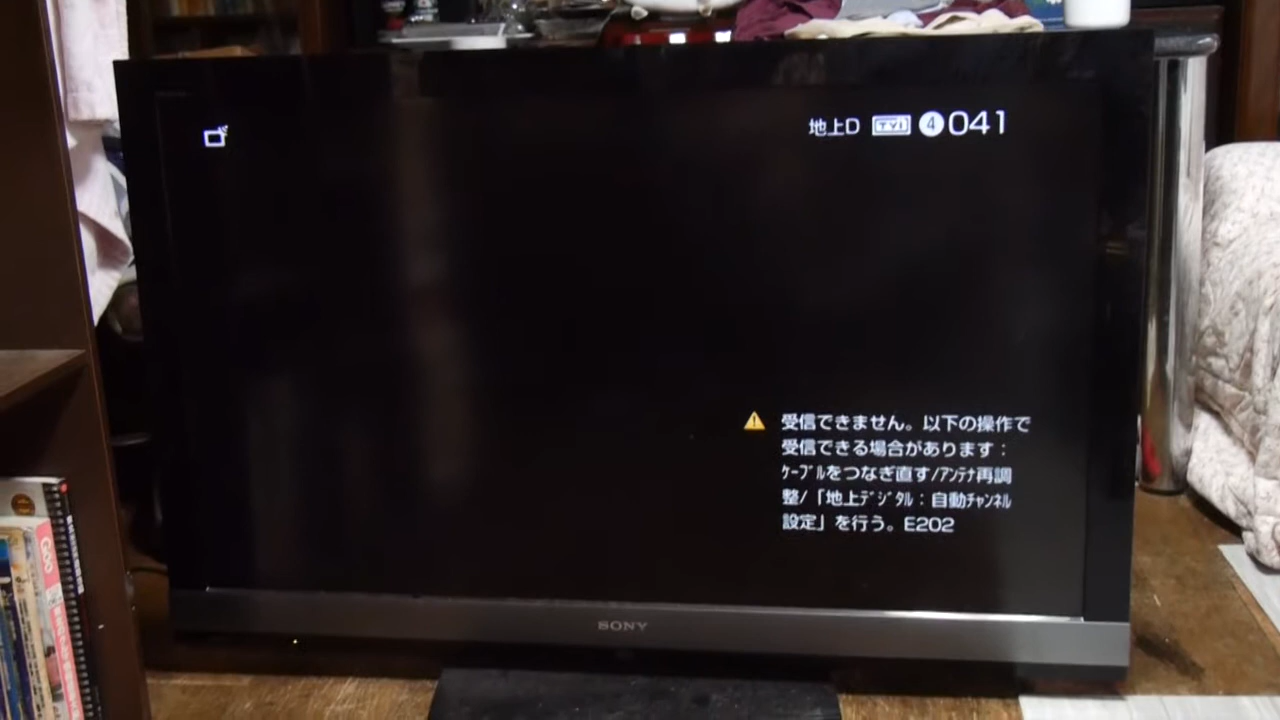 地上D TVI 4 041
受信できません。以下の操作で
受信できる場合があります：
ｹｰﾌﾞﾙをつなぎ直す/ｱﾝﾃﾅ再調
整/「地上ﾃﾞｼﾞﾀﾙ：自動ﾁｬﾝﾈﾙ
設定」を行う。E202
SONY
Goo